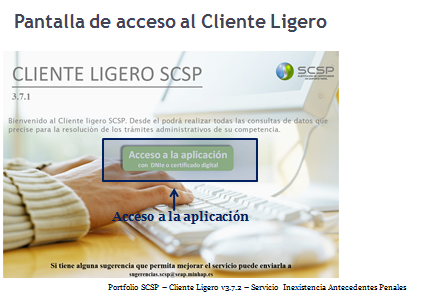 Pantalla de acceso al Cliente Ligero
CLIENTE LIGERO SCSP
SCSP
3.7.1
Bienvenido al Cliente ligero SCSP. Desde el podrá realizar todas las consultas de datos que
precise para la resolución de los trámites administrativos de su competencia.
Acceso a la aplicación
con DNIe o certificado digital
Acceso a la aplicación
Si tiene alguna sugerencia que permita mejorar el servicio puede enviarla a
sugerencias.scsp@seap.minhap.es
Portfolio SCSP – Cliente Ligero v3.7.2 – Servicio Inexistencia Antecedentes Penales